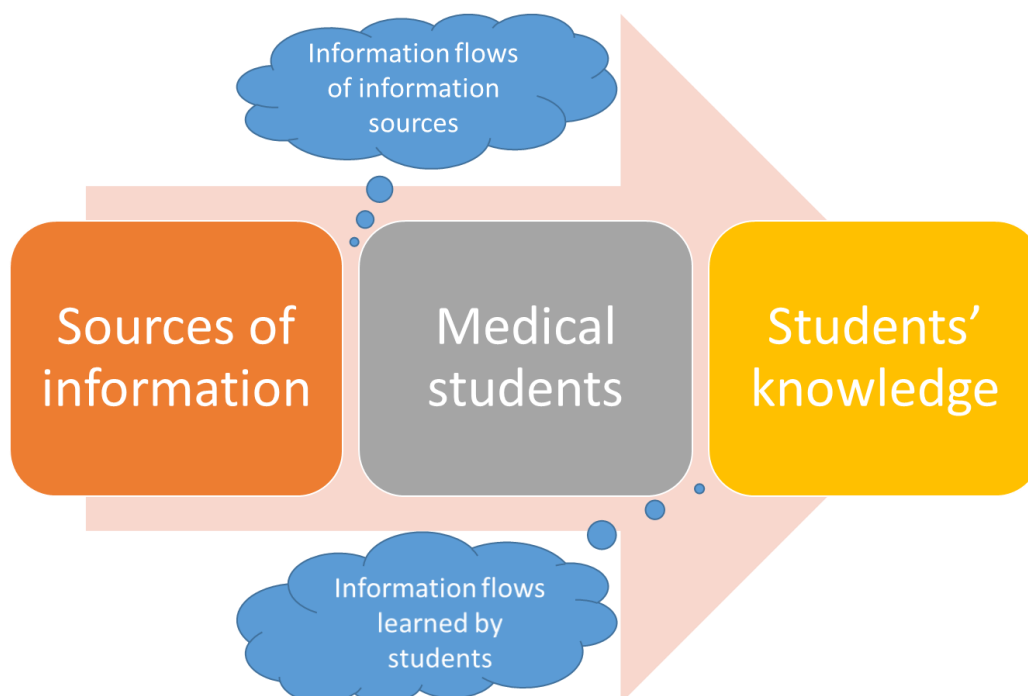 Information flows
of information
sources
Sources of
information
Medical
students
Students’
knowledge
Information flows
learned by
students